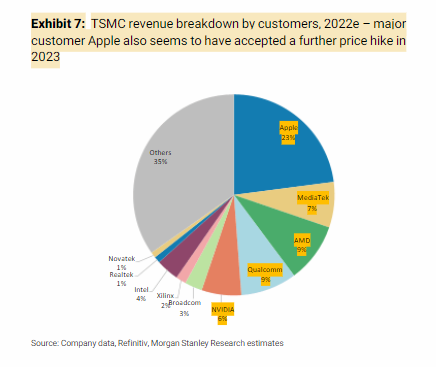 Exhibit 7: TSMC revenue breakdown by customers, 2022e – major
customer Apple also seems to have accepted a further price hike in
2023
Apple
23%
MediaTek
7%
AMD
9%
Qualcomm
9%
NVIDIA
6%
Broadcom
3%
Xilinx
2%
Intel
4%
Realtek
1%
Novatek
1%
Others
35%
Source: Company data, Refinitiv, Morgan Stanley Research estimates